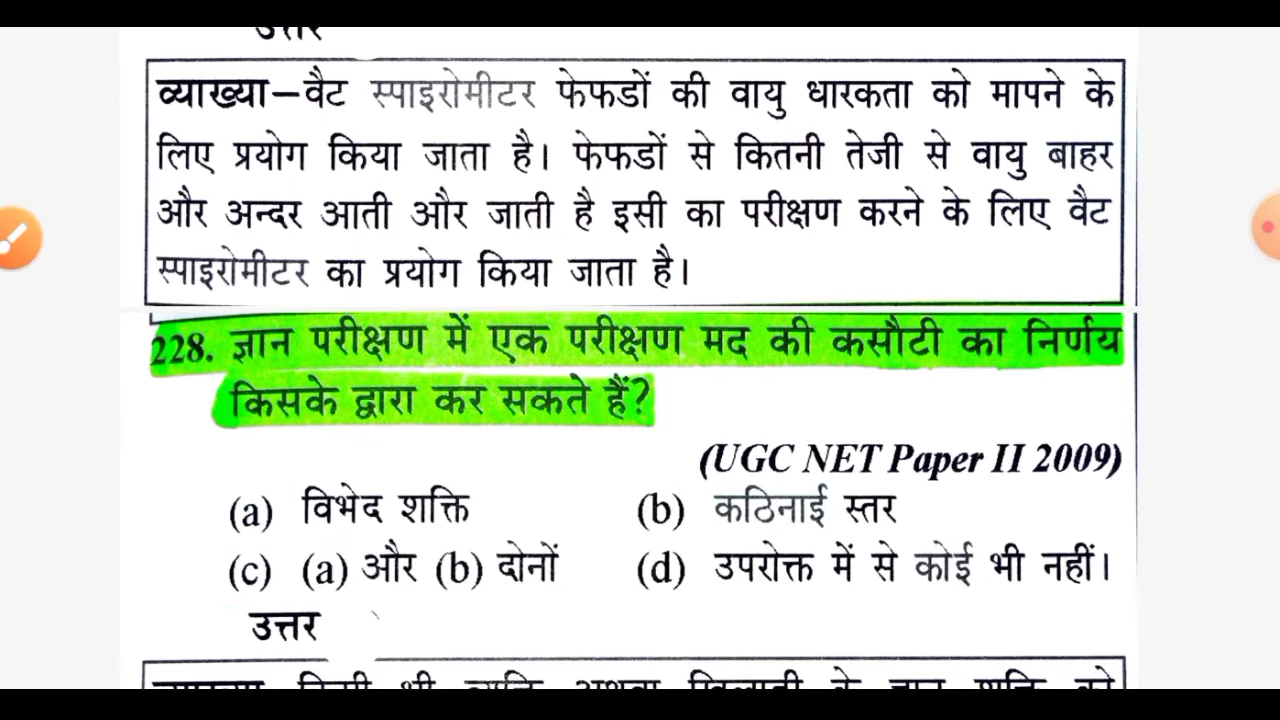 उत्तर
व्याख्या–वैट स्पाइरोमीटर फेफडों की वायु धारकता को मापने के
लिए प्रयोग किया जाता है। फेफडों से कितनी तेजी से वायु बाहर
और अन्दर आती और जाती है इसी का परीक्षण करने के लिए वैट
स्पाइरोमीटर का प्रयोग किया जाता है।
228. ज्ञान परीक्षण में एक परीक्षण मद की कसौटी का निर्णय
किसके द्वारा कर सकते हैं?
(UGC NET Paper II 2009)
(a) विभेद शक्ति (b) कठिनाई स्तर
(c) (a) और (b) दोनों (d) उपरोक्त में से कोई भी नहीं।
उत्तर